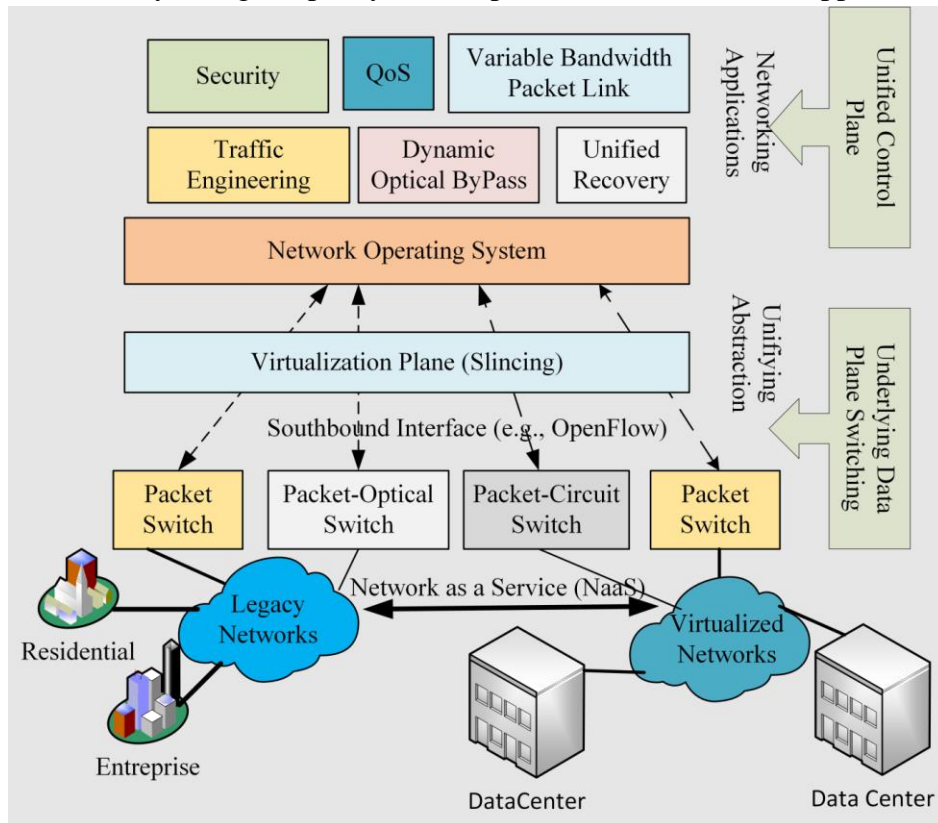 Security
QoS
Variable Bandwidth
Packet Link
Traffic
Engineering
Dynamic
Optical ByPass
Unified
Recovery
Networking
Applications
Unified Control
Plane
Network Operating System
Virtualization Plane (Slincing)
Unifiying
Abstraction
Underlying Data
Plane Switching
Southbound Interface (e.g., OpenFlow)
Packet
Switch
Packet-Optical
Switch
Packet-Circuit
Switch
Packet
Switch
Network as a Service (NaaS)
Legacy
Networks
Virtualized
Networks
Residential
Entreprise
DataCenter
Data Center